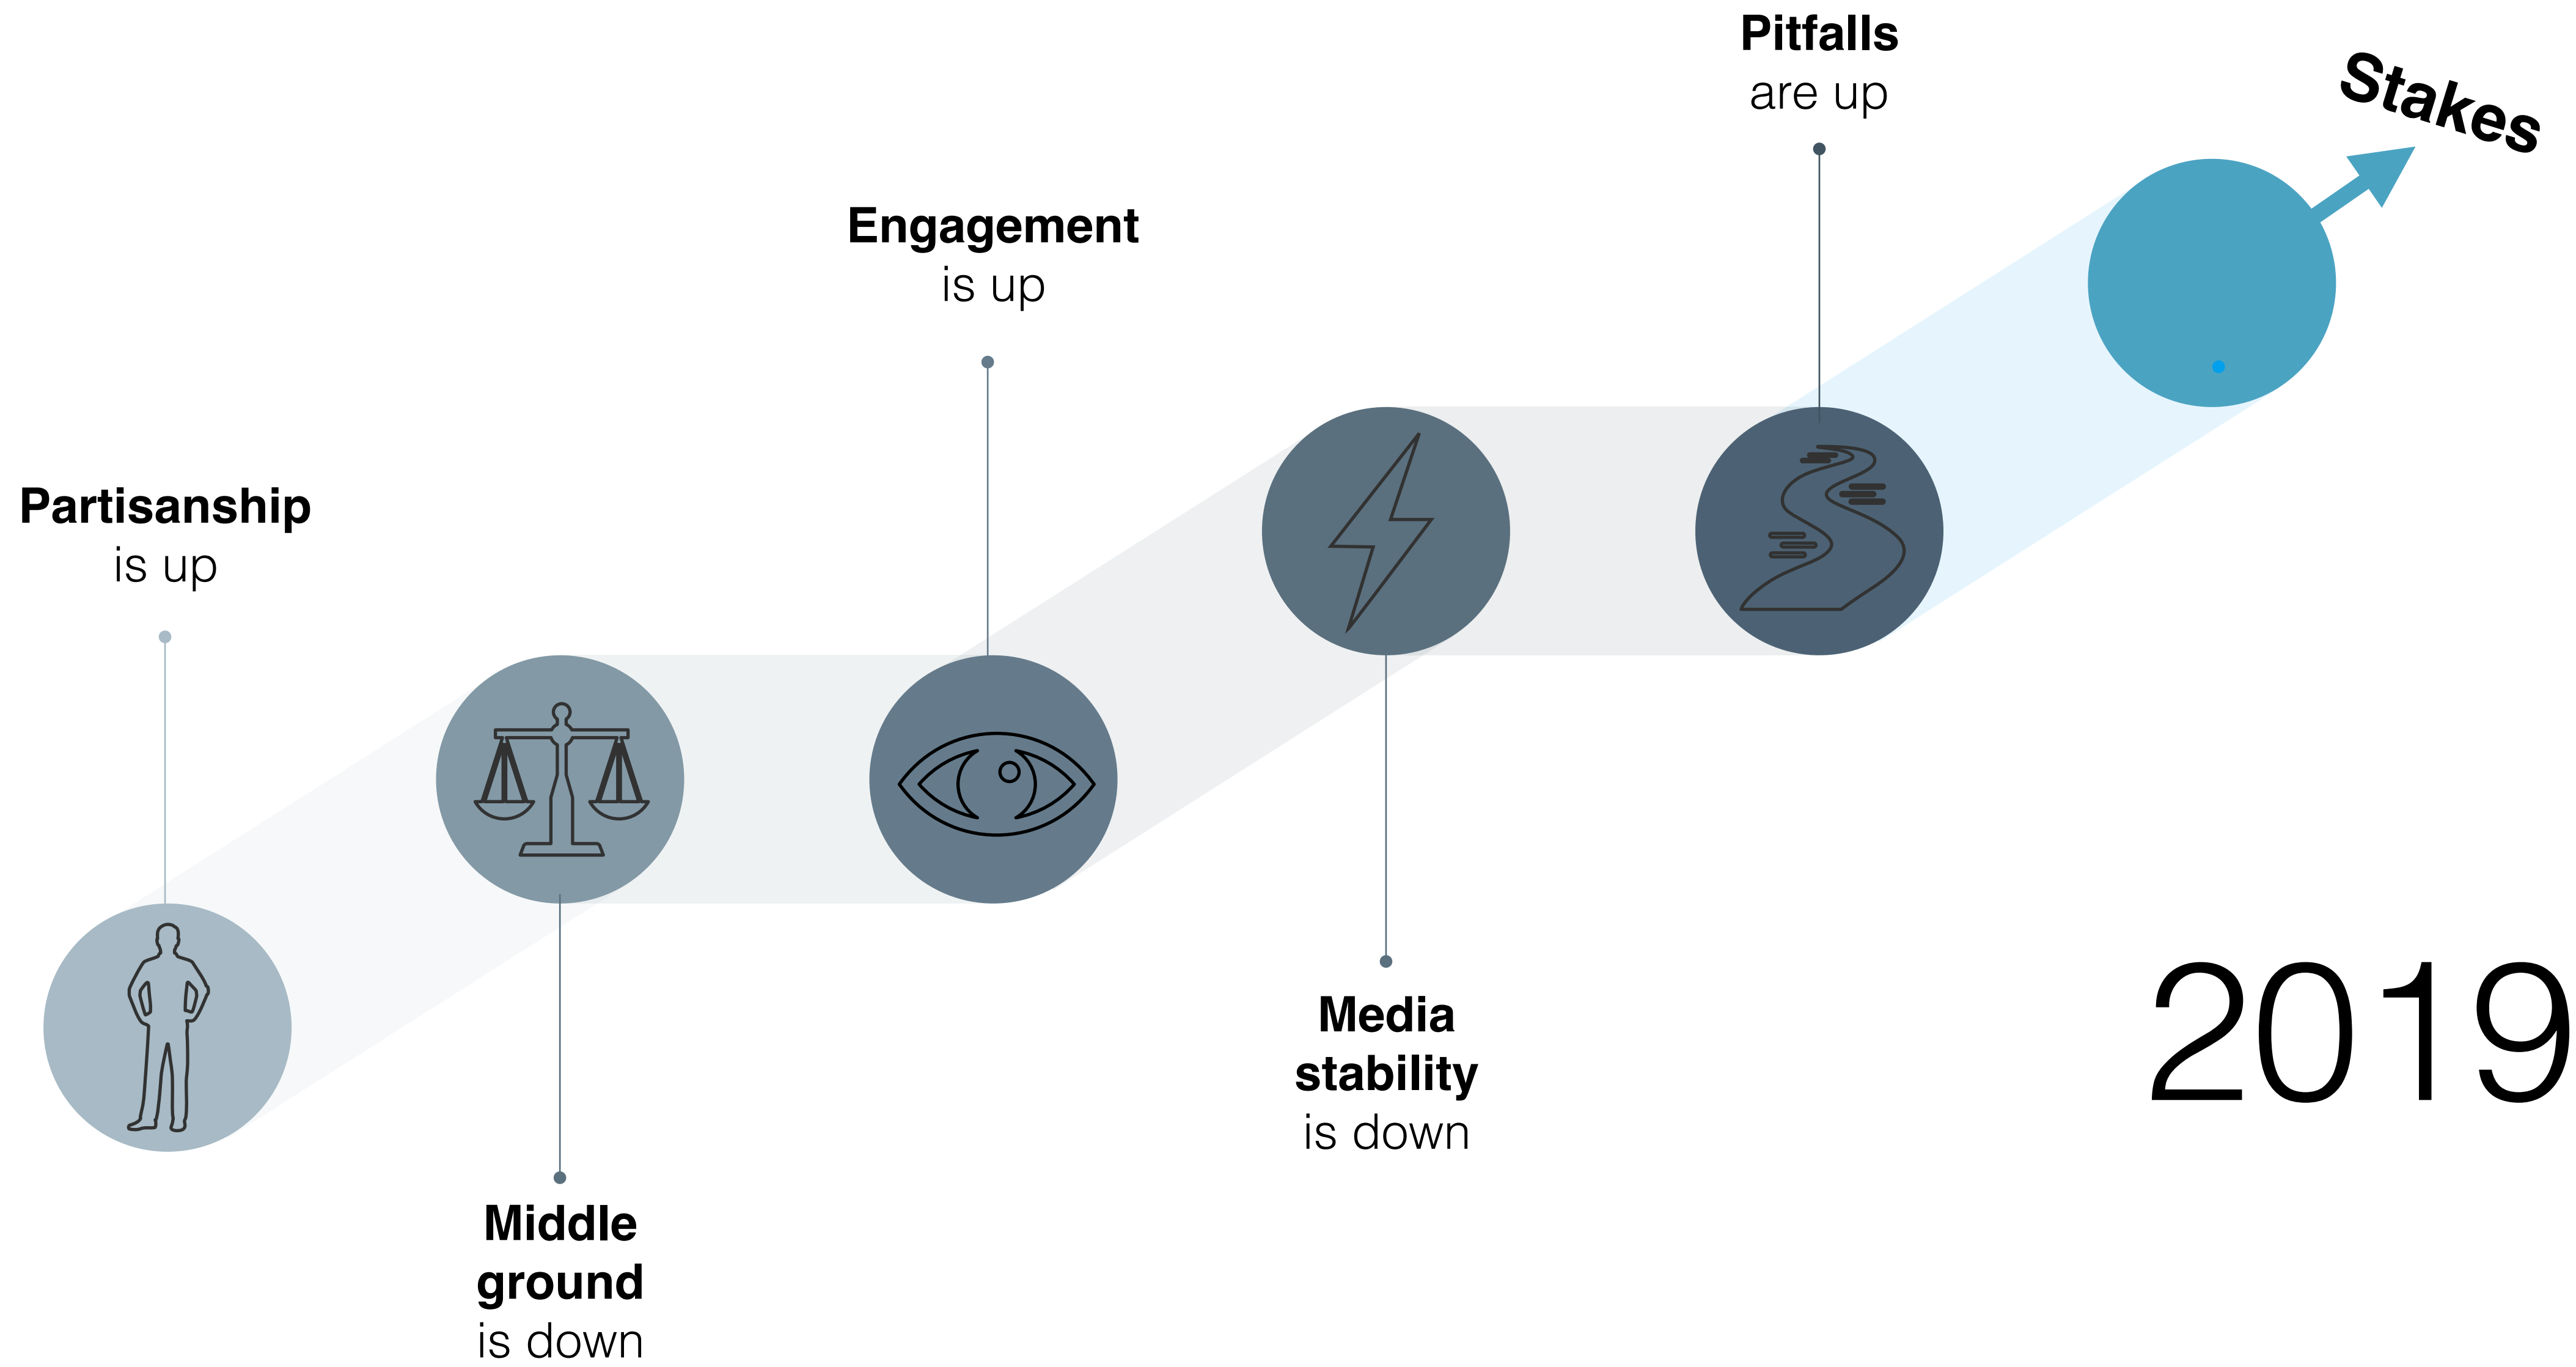 Partisanship
is up
Middle
ground
is down
Engagement
is up
Media
stability
is down
Pitfalls
are up
Stakes
2019